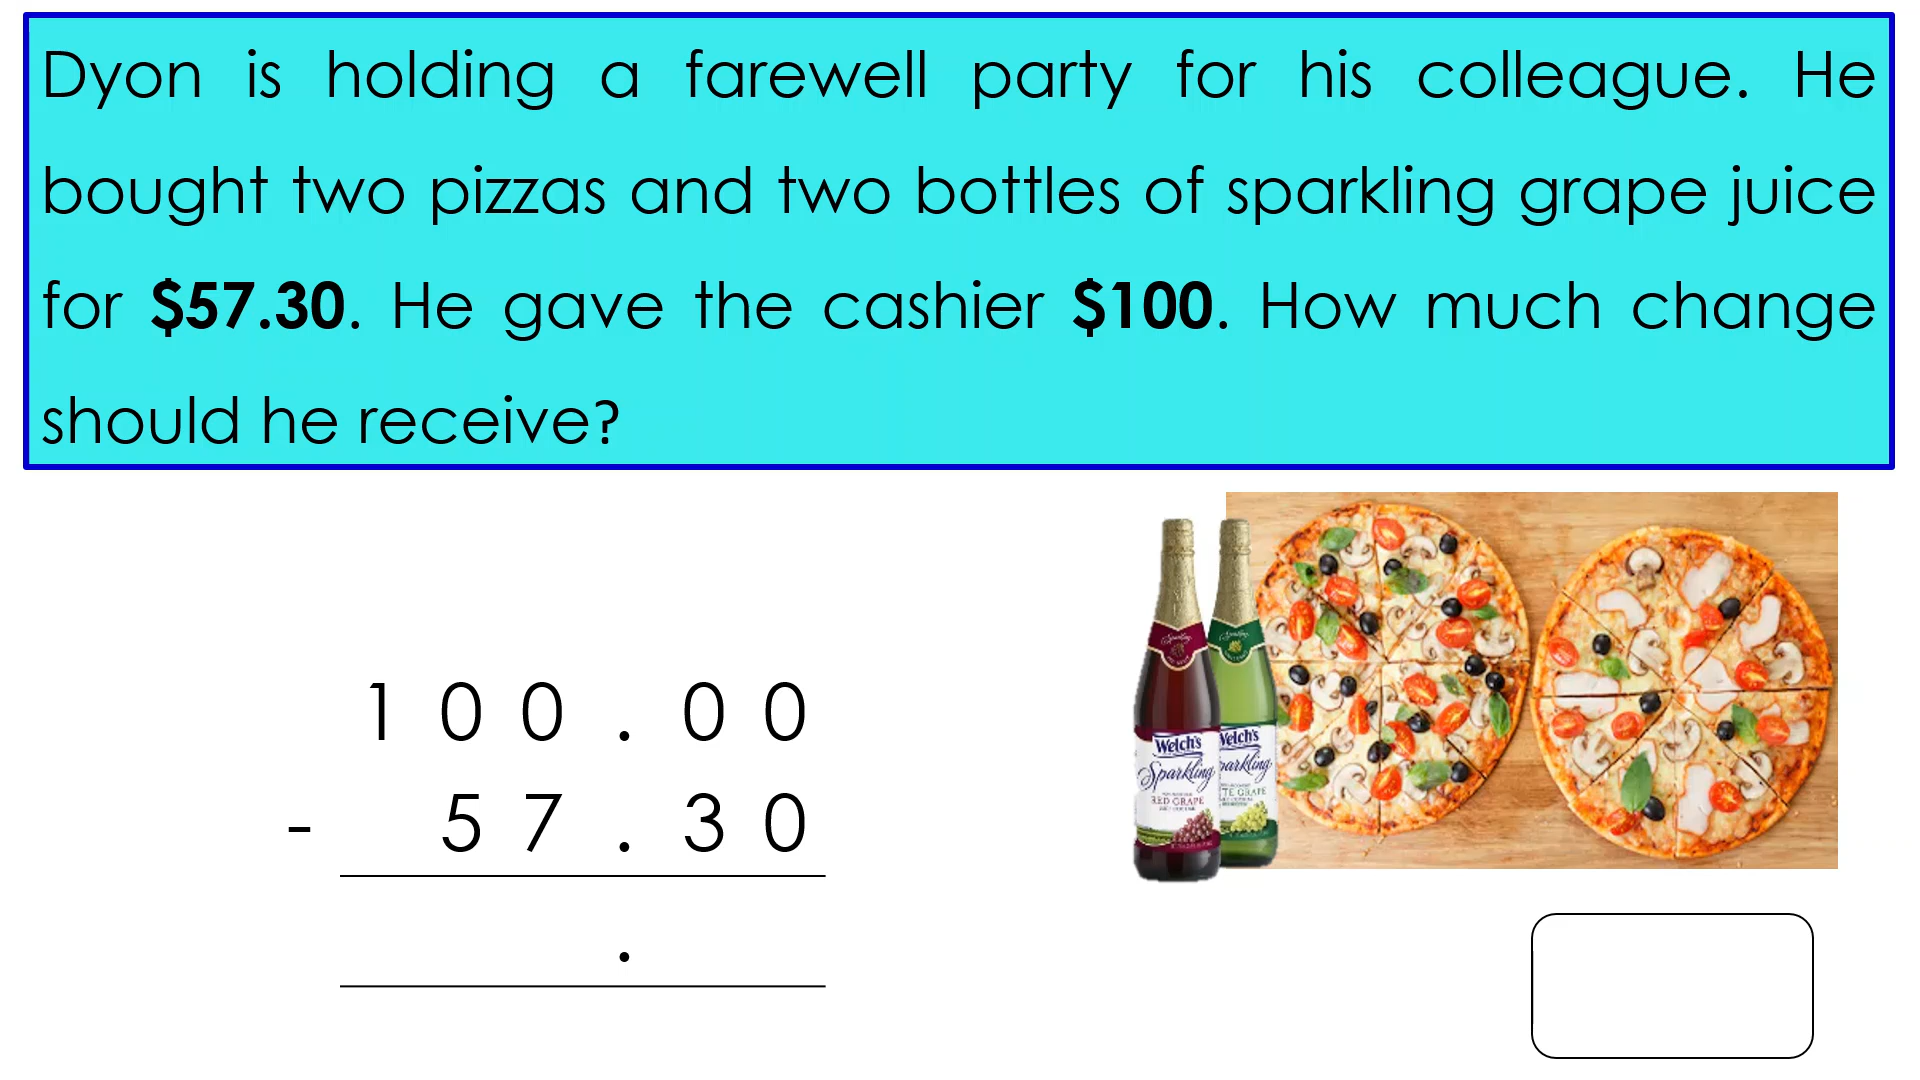 Dyon is holding a farewell party for his colleague. He
bought two pizzas and two bottles of sparkling grape juice
for $57.30. He gave the cashier $100. How much change
should he receive?
1 0 0 . 0 0
- 5 7 . 3 0
.
Welch's Welch's
Sparkling Sparkling
RED GRAPE